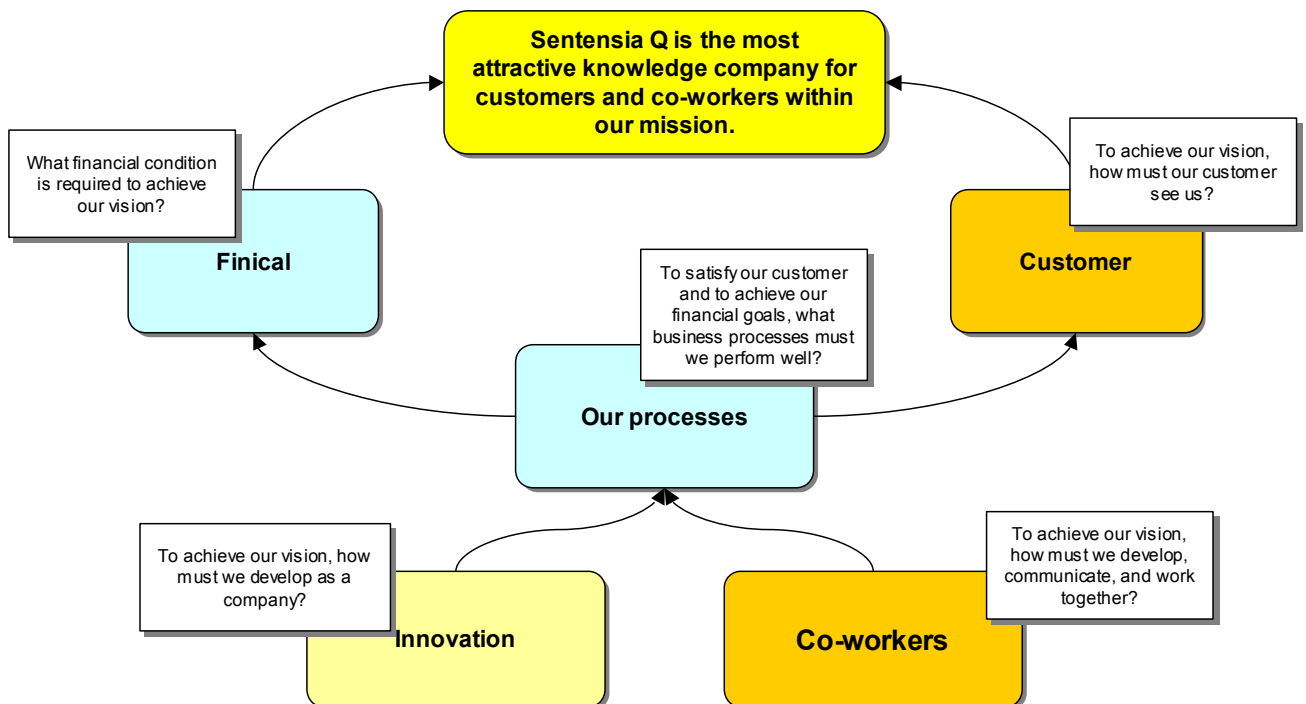 Sentensia Q is the most
attractive knowledge company for
customers and co-workers within
our mission.
What financial condition
is required to achieve
our vision?
To achieve our vision,
how must our customer
see us?
Finical
Customer
To satisfy our customer
and to achieve our
financial goals, what
business processes must
we perform well?
Our processes
To achieve our vision, how
must we develop as a
company?
To achieve our vision,
how must we develop,
communicate, and work
together?
Innovation
Co-workers